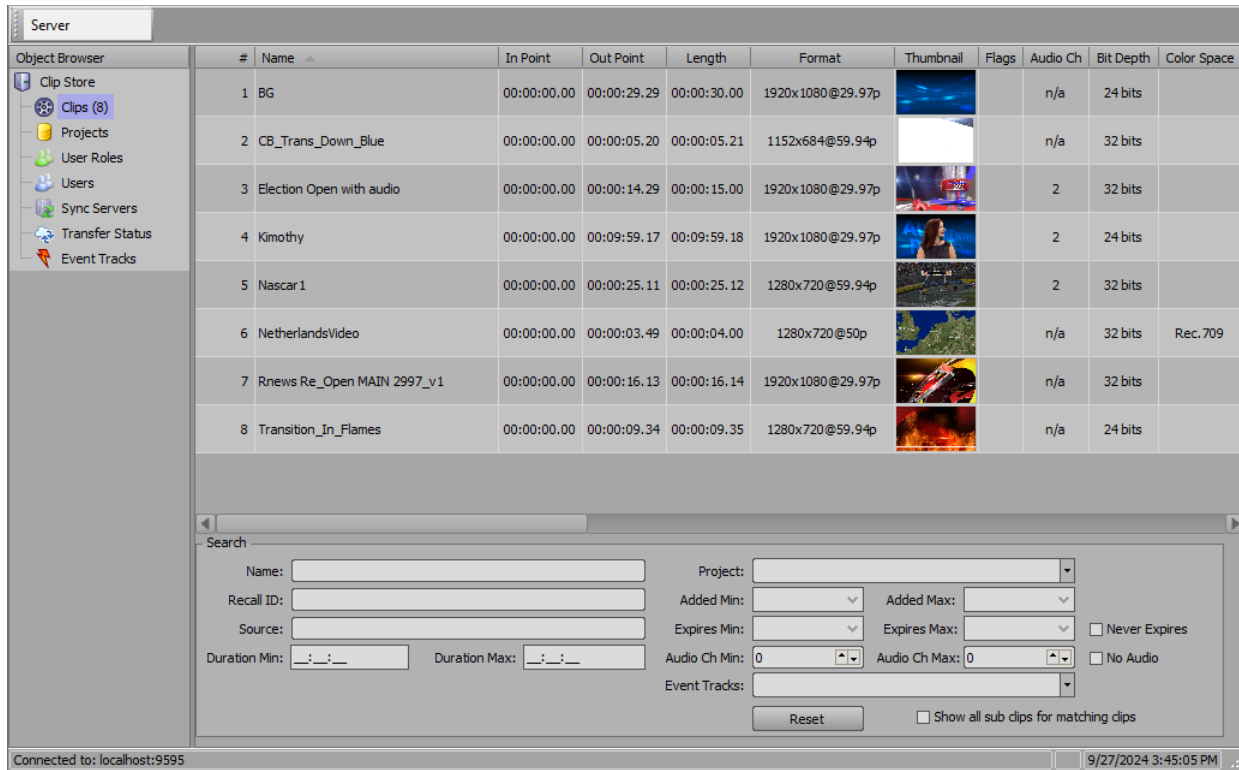 Server
Object Browser
Clip Store
Clips (8)
Projects
User Roles
Users
Sync Servers
Transfer Status
Event Tracks
# Name In Point Out Point Length Format Thumbnail Flags Audio Ch Bit Depth Color Space
1 BG 00:00:00.00 00:00:29.29 00:00:30.00 1920x1080@29.97p n/a 24 bits
2 CB_Trans_Down_Blue 00:00:00.00 00:00:05.20 00:00:05.21 1152x684@59.94p n/a 32 bits
3 Election Open with audio 00:00:00.00 00:00:14.29 00:00:15.00 1920x1080@29.97p 2 32 bits
4 Kimothy 00:00:00.00 00:09:59.17 00:09:59.18 1920x1080@29.97p 2 24 bits
5 Nascar1 00:00:00.00 00:00:25.11 00:00:25.12 1280x720@59.94p 2 32 bits
6 NetherlandsVideo 00:00:00.00 00:00:03.49 00:00:04.00 1280x720@50p n/a 32 bits Rec.709
7 Rnews Re_Open MAIN 2997_v1 00:00:00.00 00:00:16.13 00:00:16.14 1920x1080@29.97p n/a 32 bits
8 Transition_In_Flames 00:00:00.00 00:00:09.34 00:00:09.35 1280x720@59.94p n/a 24 bits
Search
Name: Project:
Recall ID: Added Min: Added Max:
Source: Expires Min: Expires Max: Never Expires
Duration Min: __:__:__ Duration Max: __:__:__ Audio Ch Min: 0 Audio Ch Max: 0 No Audio
Event Tracks:
Reset Show all sub clips for matching clips
Connected to: localhost:9595 9/27/2024 3:45:05 PM